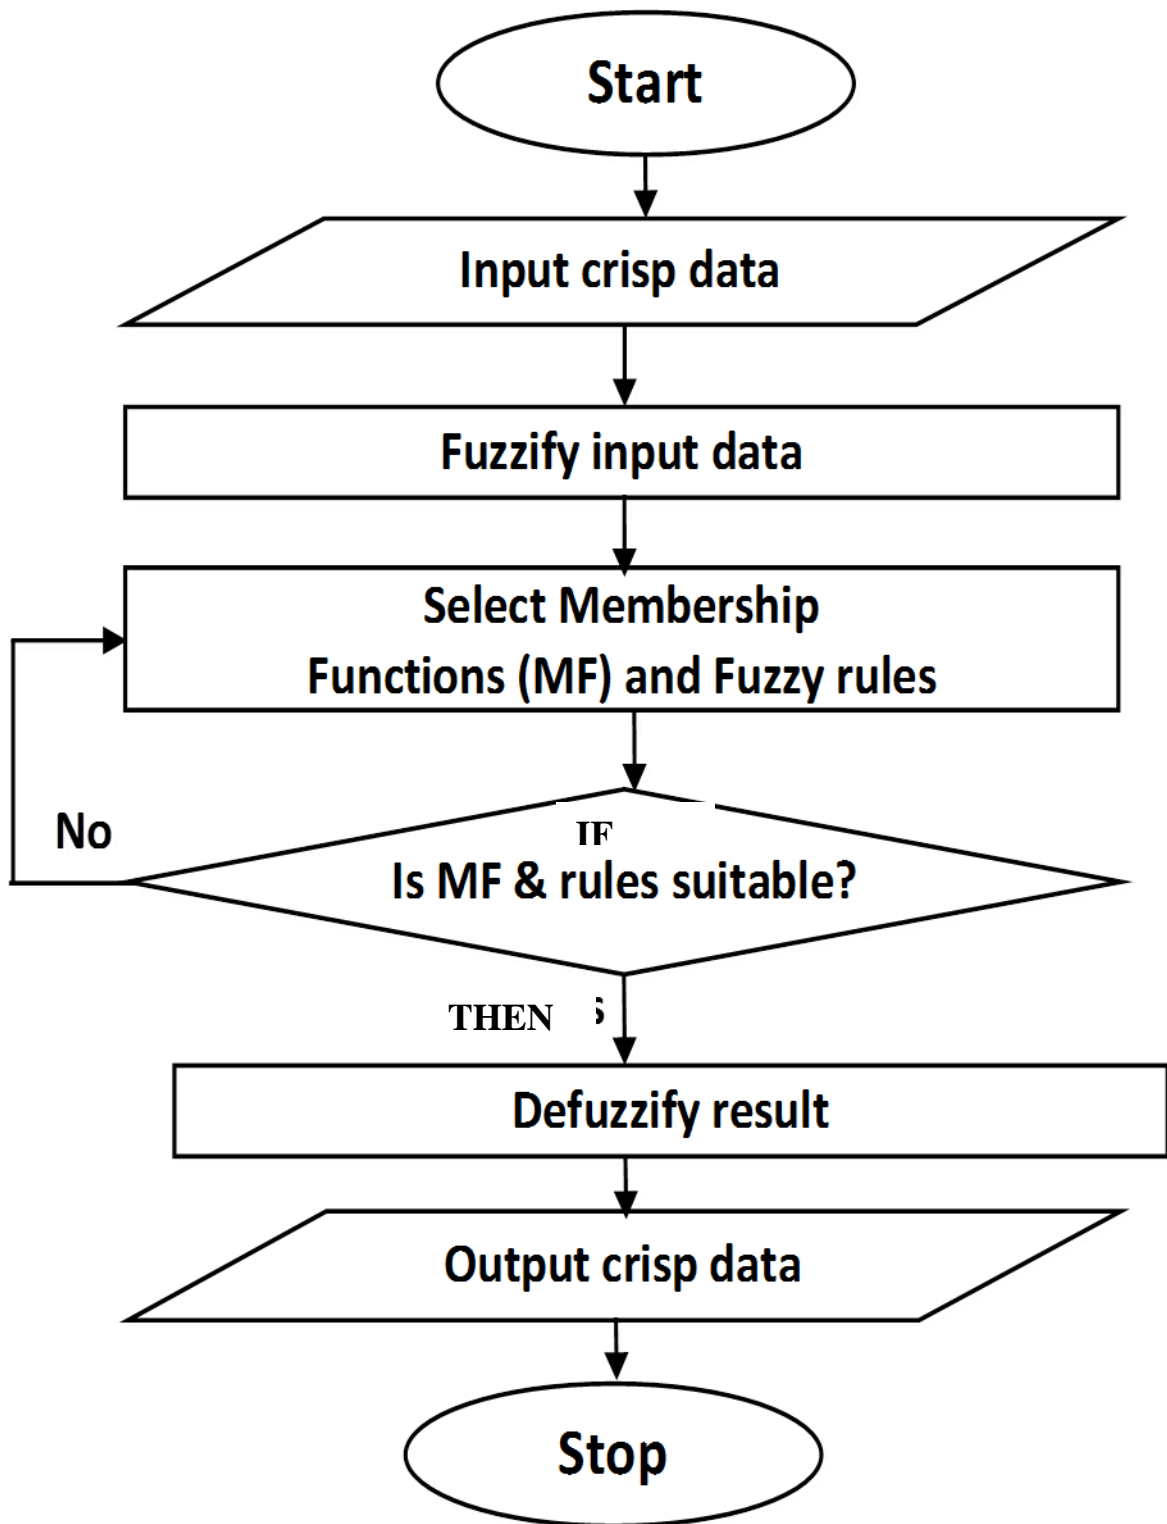 Start
Input crisp data
Fuzzify input data
Select Membership
Functions (MF) and Fuzzy rules
No
IF
Is MF & rules suitable?
THEN
Defuzzify result
Output crisp data
Stop